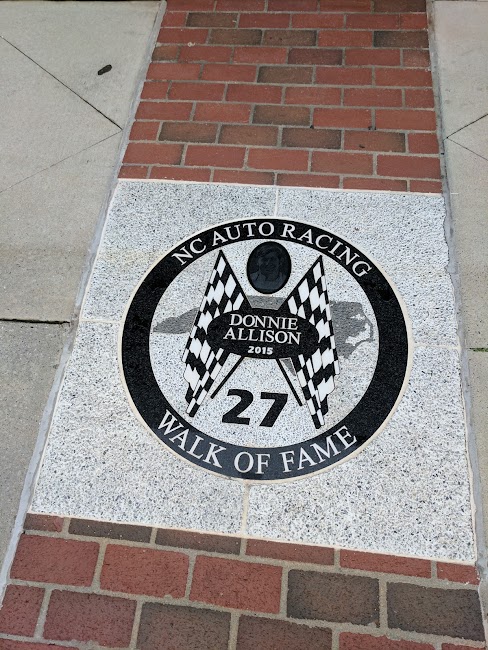 NC AUTO RACING
DONNIE
ALLISON
2015
27
WALK OF FAME